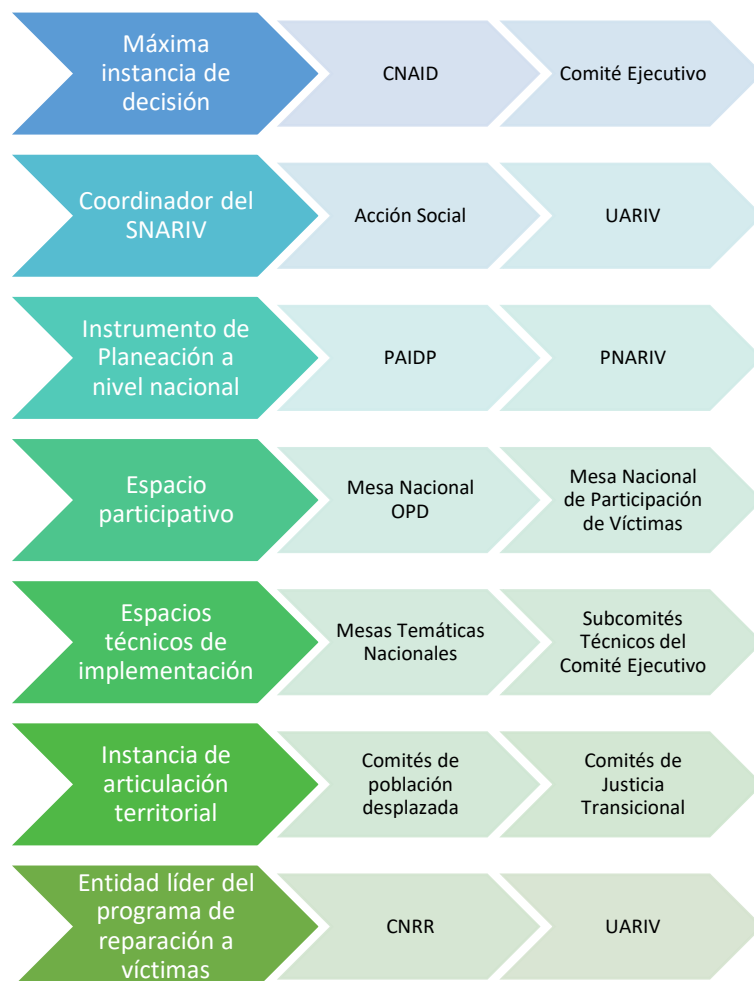 Máxima
instancia de
decisión
CNAID
Comité Ejecutivo
Coordinador del
SNARIV
Acción Social
UARIV
Instrumento de
Planeación a
nivel nacional
PAIDP
PNARIV
Espacio
participativo
Mesa Nacional
OPD
Mesa Nacional
de Participación
de Víctimas
Espacios
técnicos de
implementación
Mesas Temáticas
Nacionales
Subcomités
Técnicos del
Comité Ejecutivo
Instancia de
articulación
territorial
Comités de
población
desplazada
Comités de
Justicia
Transicional
Entidad líder del
programa de
reparación a
víctimas
CNRR
UARIV